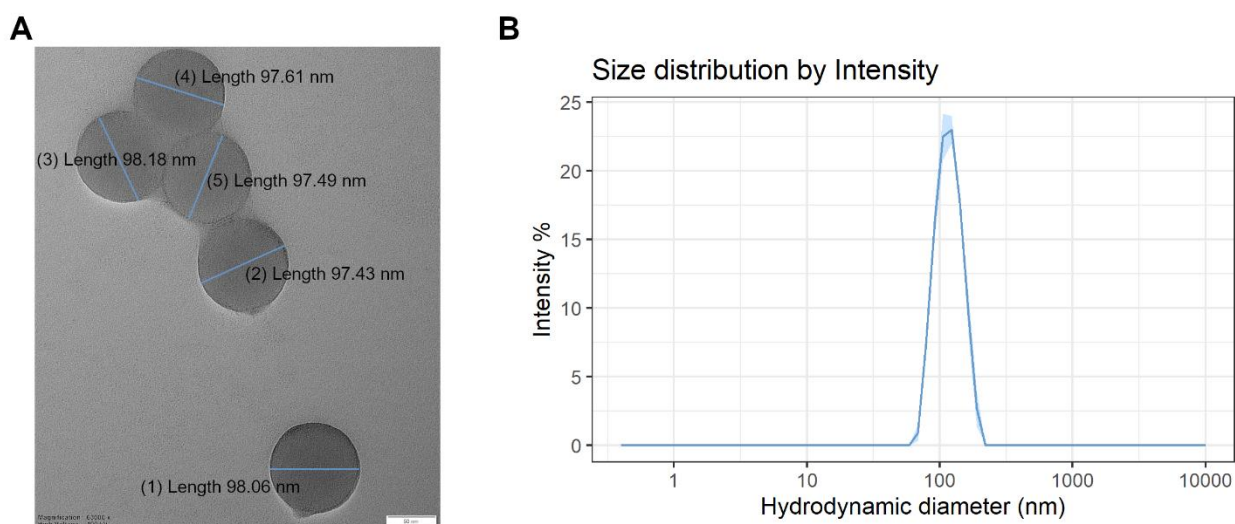 A
(4) Length 97.61 nm
(3) Length 98.18 nm
(5) Length 97.49 nm
(2) Length 97.43 nm
(1) Length 98.06 nm
B
Size distribution by Intensity
25
20
15
10
5
0
Intensity %
1
10
100
1000
10000
Hydrodynamic diameter (nm)